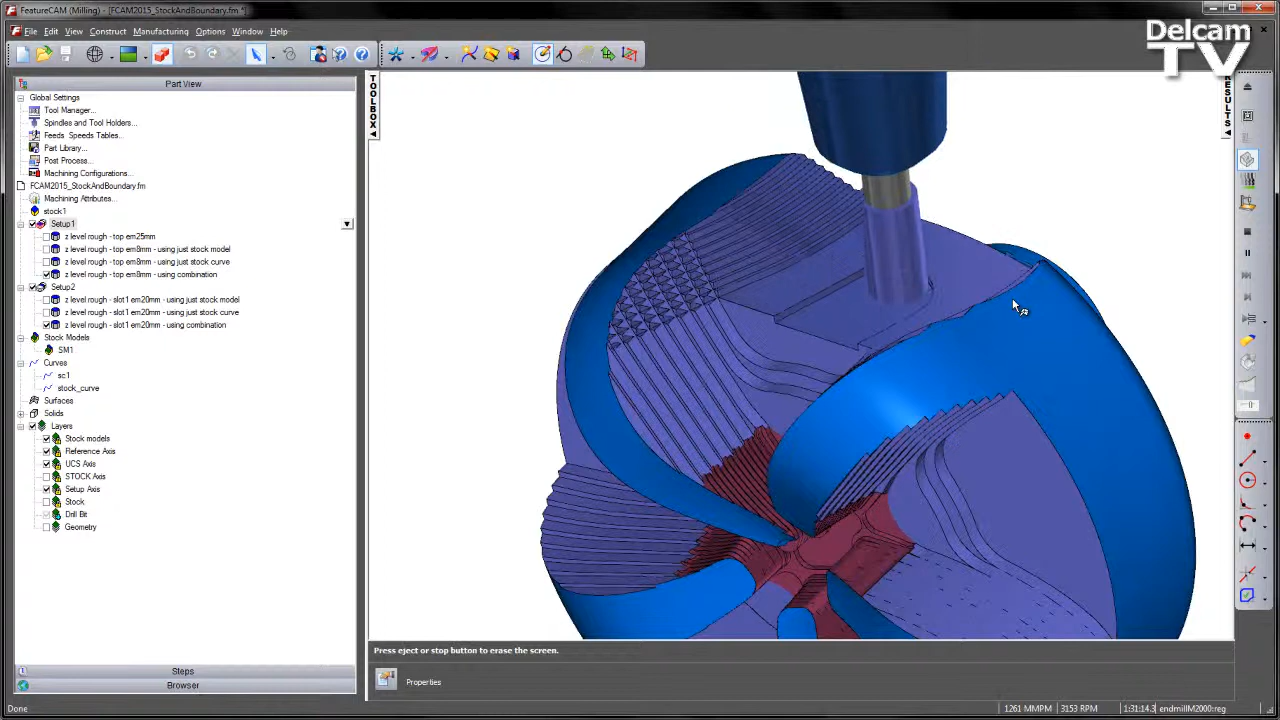 FeatureCAM (Milling) - [FCAM2015_StockAndBoundary.fm *]
Delcam
TV
File Edit View Construct Manufacturing Options Window Help
Part View
TOOLBOX
RESULTS
Global Settings
Tool Manager...
Spindles and Tool Holders...
Feeds Speeds Tables...
Part Library...
Post Process...
Machining Configurations...
FCAM2015_StockAndBoundary.fm
Machining Attributes...
stock1
Setup1
z level rough - top em25mm
z level rough - top em8mm - using just stock model
z level rough - top em8mm - using just stock curve
z level rough - top em8mm - using combination
Setup2
z level rough - slot1 em20mm - using just stock model
z level rough - slot1 em20mm - using just stock curve
z level rough - slot1 em20mm - using combination
Stock Models
SM1
Curves
sc1
stock_curve
Surfaces
Solids
Layers
Stock models
Reference Axis
UCS Axis
STOCK Axis
Setup Axis
Stock
Drill Bit
Geometry
Press eject or stop button to erase the screen.
Properties
Steps
Browser
Done
1261 MMPM 3153 RPM 1:31:14.3 endmillM2000:reg